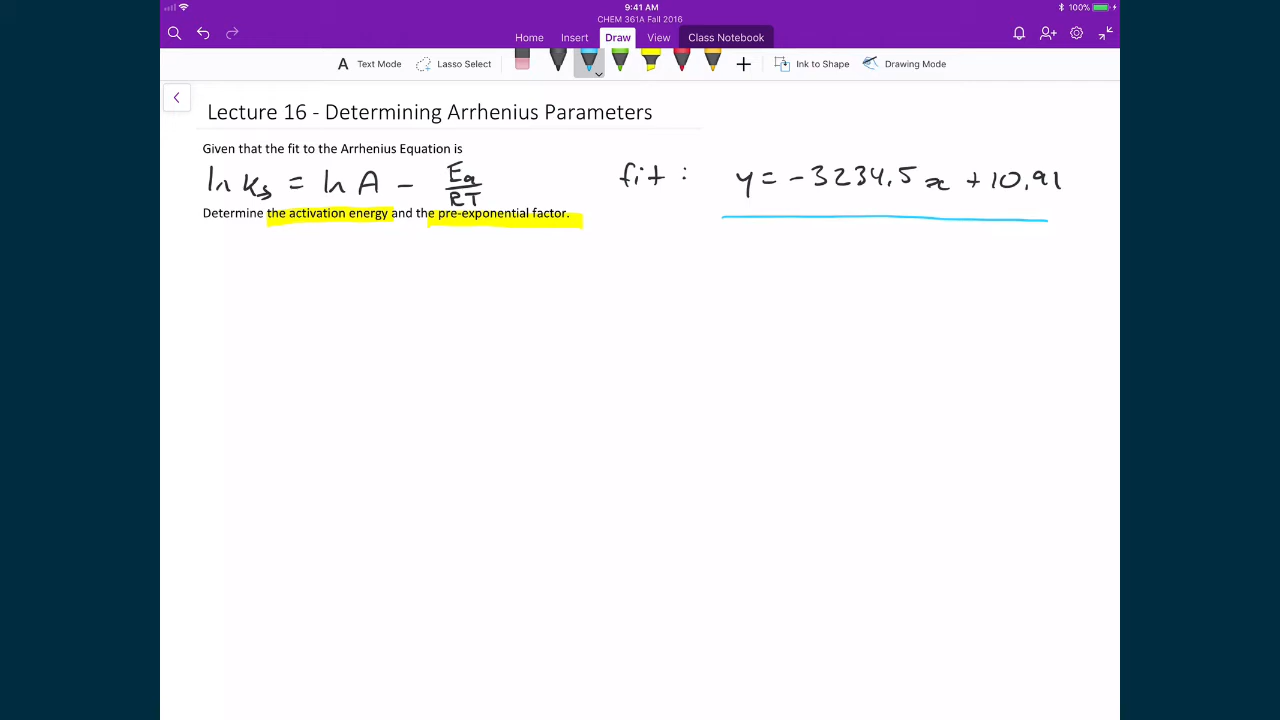 9:41 AM
100%
CHEM 361A Fall 2016
Home Insert Draw View Class Notebook
A Text Mode Lasso Select Ink to Shape Drawing Mode
Lecture 16 - Determining Arrhenius Parameters
Given that the fit to the Arrhenius Equation is
ln k₃ = ln A - Ea/RT
fit : y = -3234.5x + 10.91
Determine the activation energy and the pre-exponential factor.